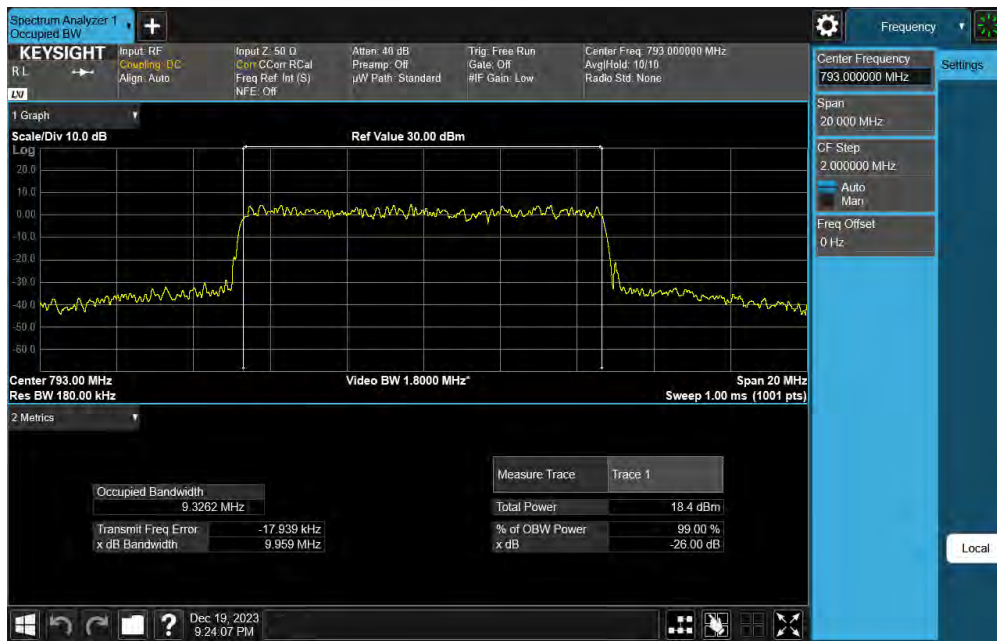 Spectrum Analyzer 1
Occupied BW
+
Frequency
KEYSIGHT
RL
LXI
Input: RF
Coupling: DC
Align: Auto
Input Z: 50 Ω
Corr CCorr RCal
Freq Ref: Int (S)
NFE: Off
Atten: 40 dB
Preamp: Off
µW Path: Standard
Trig: Free Run
Gate: Off
#IF Gain: Low
Center Freq: 793.000000 MHz
Avg|Hold: 10/10
Radio Std: None
Center Frequency
793.000000 MHz
Settings
Span
20.000 MHz
CF Step
2.000000 MHz
Auto
Man
Freq Offset
0 Hz
1 Graph
Scale/Div 10.0 dB
Ref Value 30.00 dBm
Log
20.0
10.0
0.00
-10.0
-20.0
-30.0
-40.0
-50.0
-60.0
Center 793.00 MHz
Video BW 1.8000 MHz*
Span 20 MHz
Res BW 180.00 kHz
Sweep 1.00 ms (1001 pts)
2 Metrics
Measure Trace
Trace 1
Occupied Bandwidth
9.3262 MHz
Total Power
18.4 dBm
Transmit Freq Error
-17.939 kHz
% of OBW Power
99.00 %
x dB Bandwidth
9.959 MHz
x dB
-26.00 dB
Local
?
Dec 19, 2023
9:24:07 PM